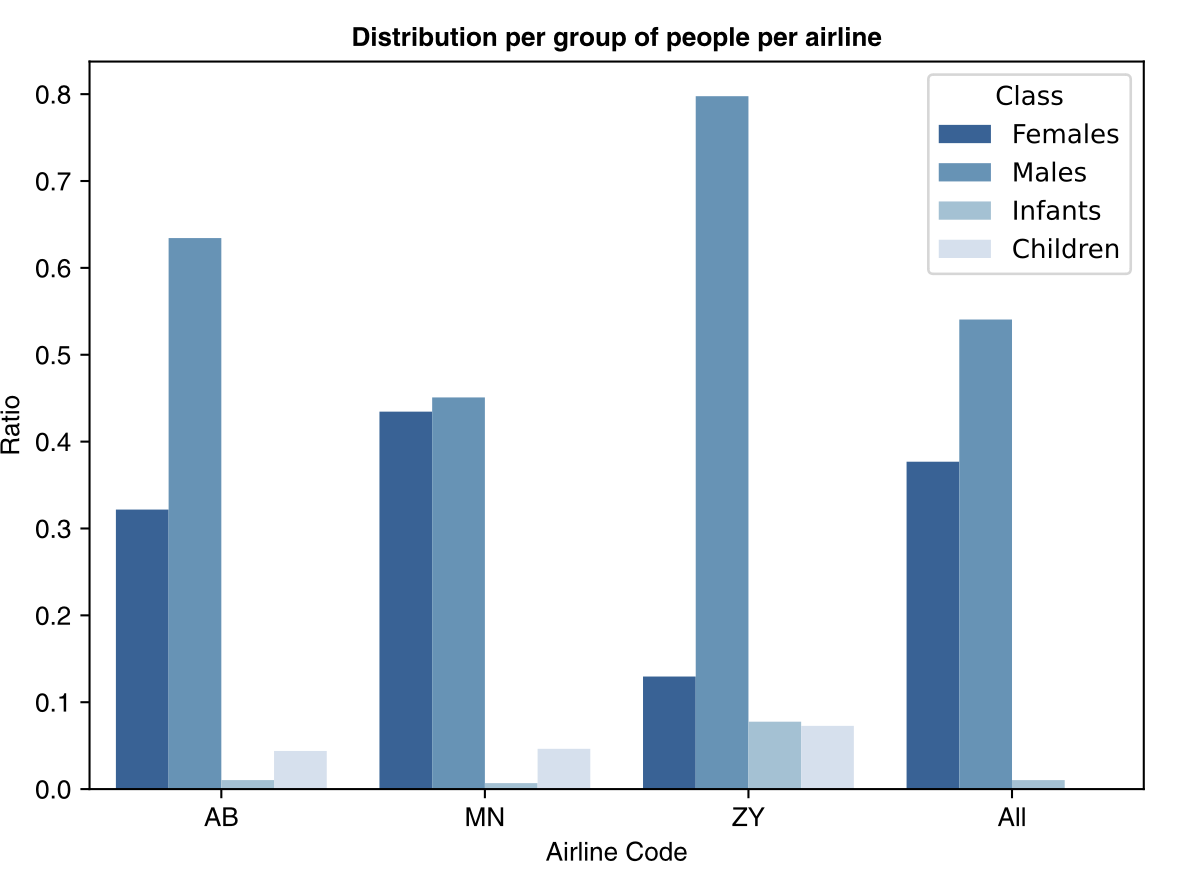 Distribution per group of people per airline
Class
Females
Males
Infants
Children
0.8
0.7
0.6
0.5
0.4
0.3
0.2
0.1
0.0
Ratio
AB MN ZY All
Airline Code